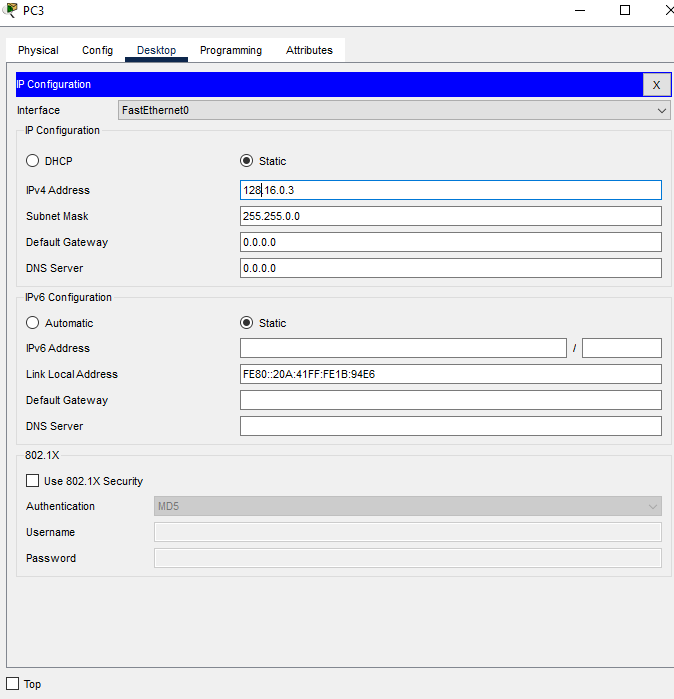 PC3
Physical Config Desktop Programming Attributes
IP Configuration X
Interface FastEthernet0
IP Configuration
DHCP Static
IPv4 Address 128.16.0.3
Subnet Mask 255.255.0.0
Default Gateway 0.0.0.0
DNS Server 0.0.0.0
IPv6 Configuration
Automatic Static
IPv6 Address /
Link Local Address FE80::20A:41FF:FE1B:94E6
Default Gateway
DNS Server
802.1X
Use 802.1X Security
Authentication MD5
Username
Password
Top